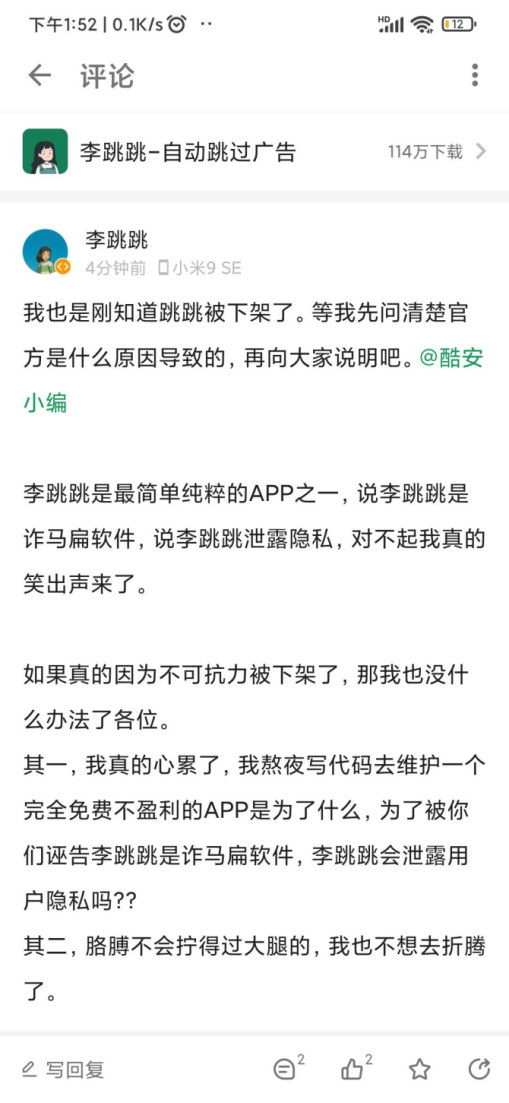 下午1:52 | 0.1K/s
HD
12
评论
李跳跳-自动跳过广告
114万下载
李跳跳
4分钟前 小米9 SE
我也是刚知道跳跳被下架了。等我先问清楚官
方是什么原因导致的，再向大家说明吧。@酷安
小编
李跳跳是最简单纯粹的APP之一，说李跳跳是
诈马扁软件，说李跳跳泄露隐私，对不起我真的
笑出声来了。
如果真的因为不可抗力被下架了，那我也没什
么办法了各位。
其一，我真的心累了，我熬夜写代码去维护一个
完全免费不盈利的APP是为了什么，为了被你
们诬告李跳跳是诈马扁软件，李跳跳会泄露用
户隐私吗??
其二，胳膊不会拧得过大腿的，我也不想去折腾
了。
写回复
2
2